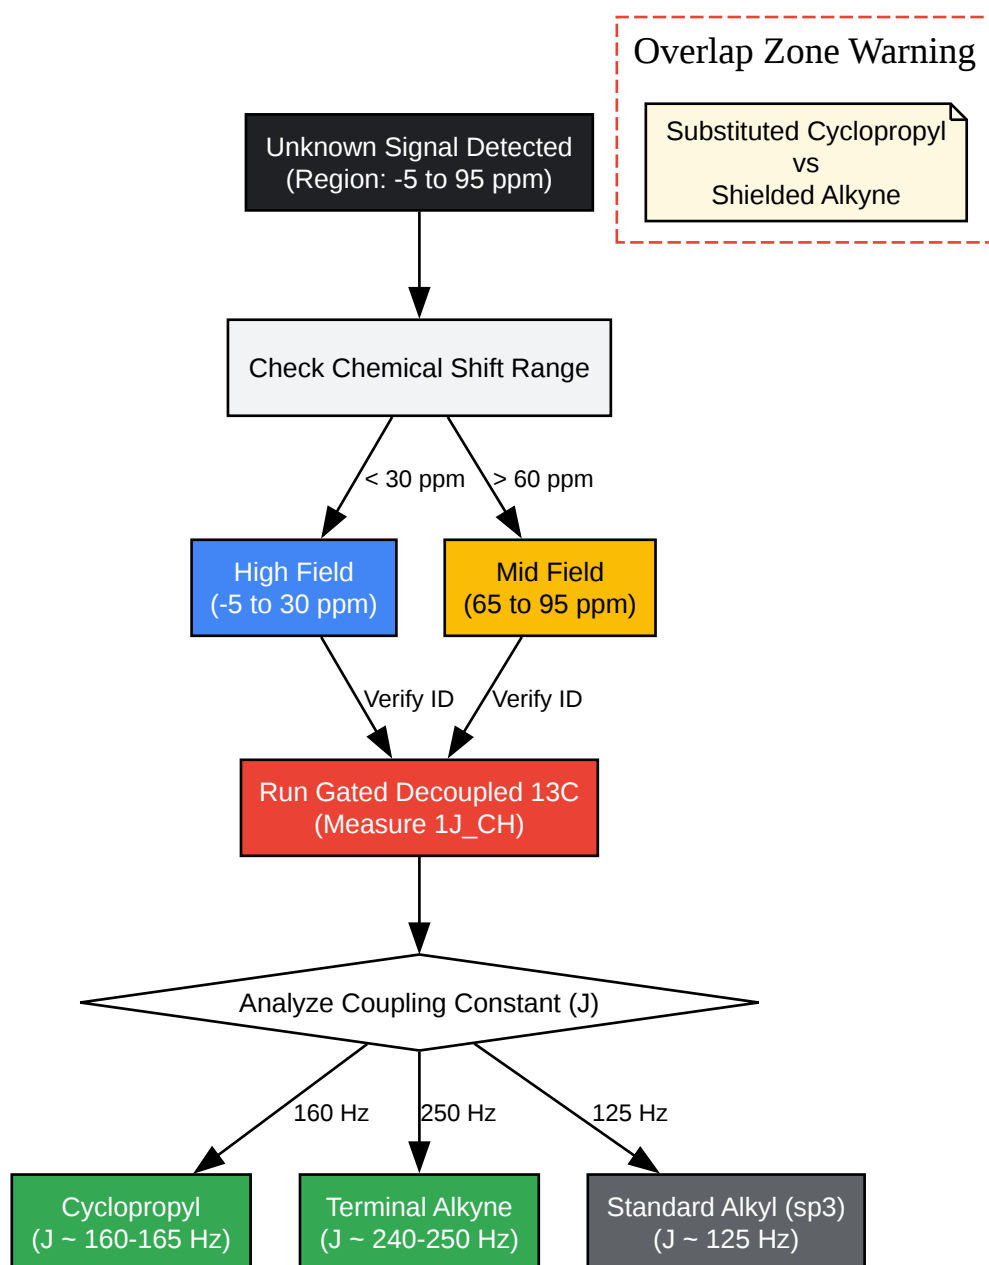 Overlap Zone Warning
Substituted Cyclopropyl
vs
Shielded Alkyne
Unknown Signal Detected
(Region: -5 to 95 ppm)
Check Chemical Shift Range
< 30 ppm
> 60 ppm
High Field
(-5 to 30 ppm)
Mid Field
(65 to 95 ppm)
Verify ID
Verify ID
Run Gated Decoupled 13C
(Measure 1J_CH)
Analyze Coupling Constant (J)
160 Hz
250 Hz
125 Hz
Cyclopropyl
(J ~ 160-165 Hz)
Terminal Alkyne
(J ~ 240-250 Hz)
Standard Alkyl (sp3)
(J ~ 125 Hz)